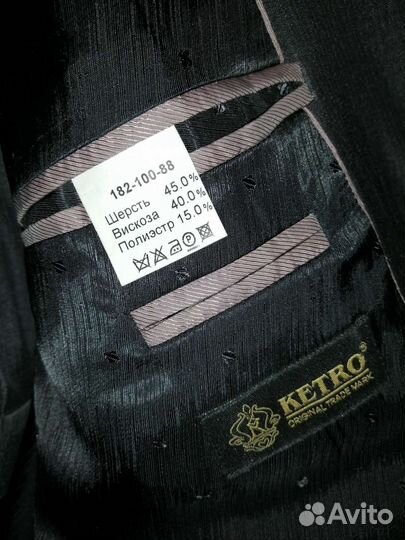 182-100-88
Шерсть 45.0%
Вискоза 40.0%
Полиэстр 15.0%
KETRO®
ORIGINAL TRADE MARK
Avito